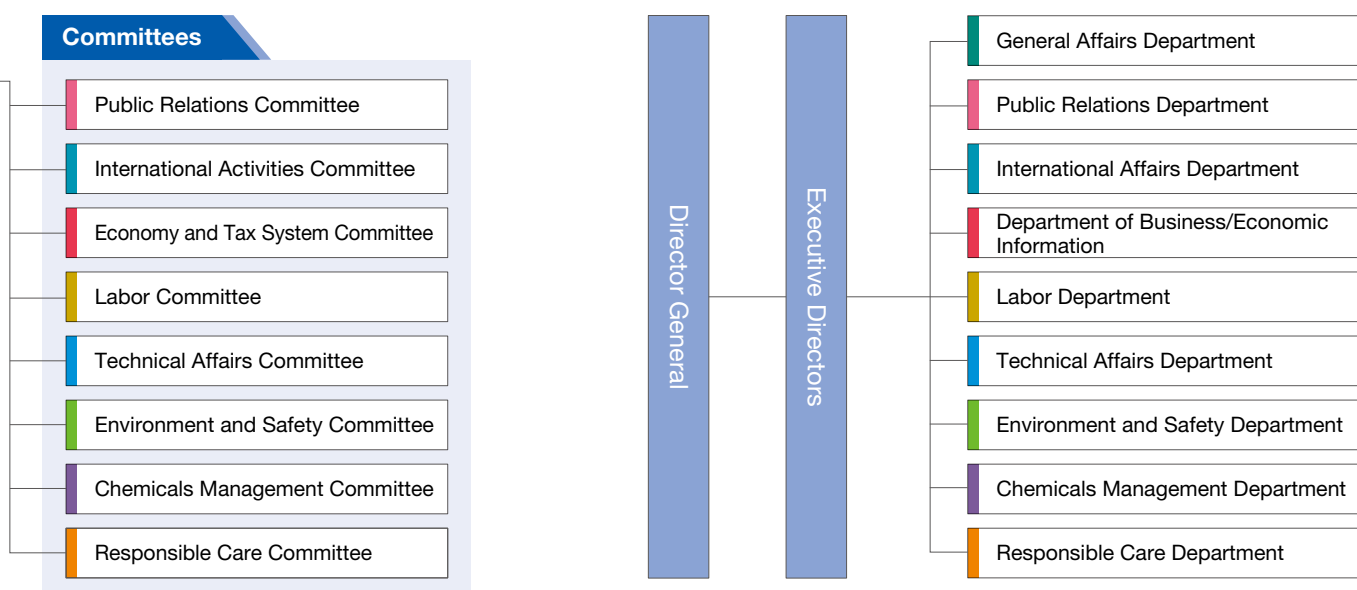 Committees
Public Relations Committee
International Activities Committee
Economy and Tax System Committee
Labor Committee
Technical Affairs Committee
Environment and Safety Committee
Chemicals Management Committee
Responsible Care Committee
Director General
Executive Directors
General Affairs Department
Public Relations Department
International Affairs Department
Department of Business/Economic
Information
Labor Department
Technical Affairs Department
Environment and Safety Department
Chemicals Management Department
Responsible Care Department